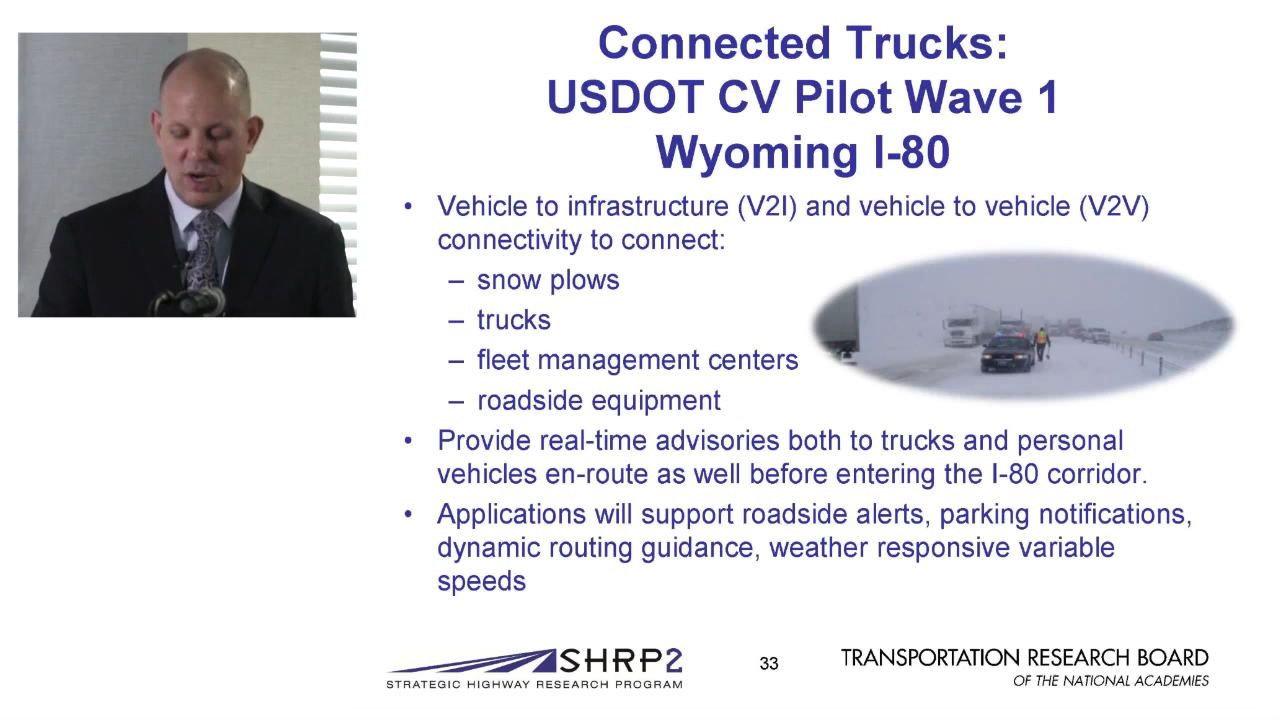 Connected Trucks:
USDOT CV Pilot Wave 1
Wyoming I-80
• Vehicle to infrastructure (V2I) and vehicle to vehicle (V2V)
connectivity to connect:
– snow plows
– trucks
– fleet management centers
– roadside equipment
• Provide real-time advisories both to trucks and personal
vehicles en-route as well before entering the I-80 corridor.
• Applications will support roadside alerts, parking notifications,
dynamic routing guidance, weather responsive variable
speeds
SHRP2
STRATEGIC HIGHWAY RESEARCH PROGRAM
33
TRANSPORTATION RESEARCH BOARD
OF THE NATIONAL ACADEMIES